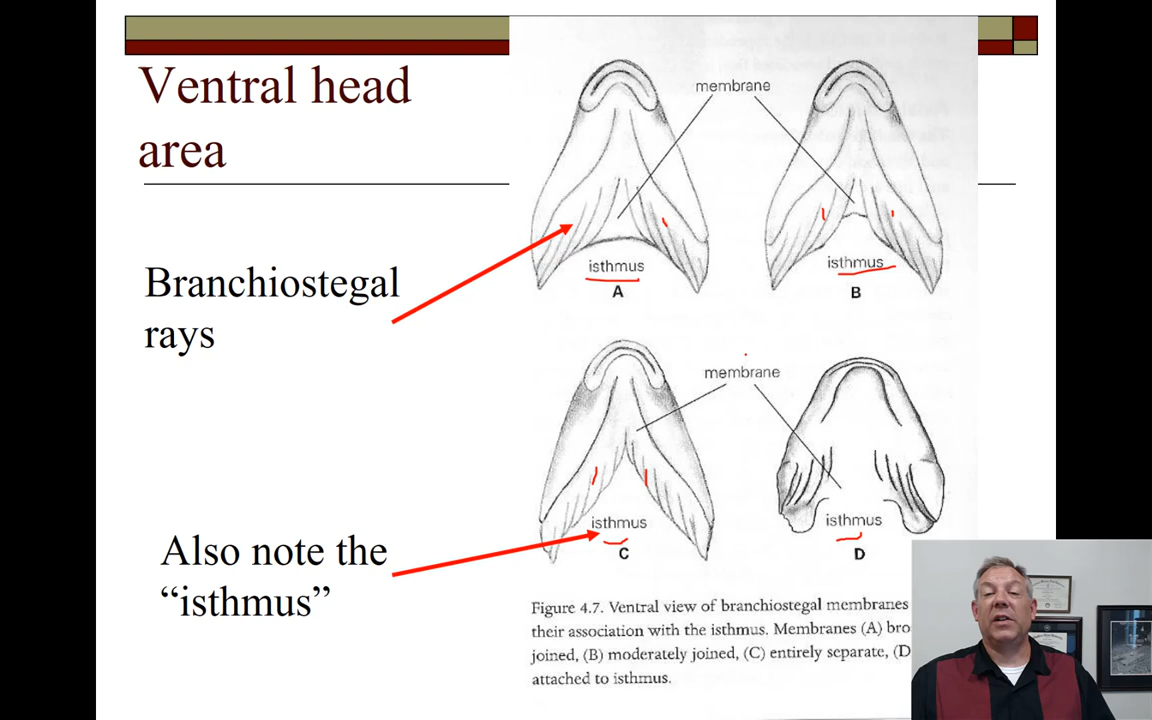 Ventral head
area
Branchiostegal
rays
Also note the
“isthmus”
membrane
isthmus
A
isthmus
B
membrane
isthmus
C
isthmus
D
Figure 4.7. Ventral view of branchiostegal membranes
their association with the isthmus. Membranes (A) bro
joined, (B) moderately joined, (C) entirely separate, (D
attached to isthmus.